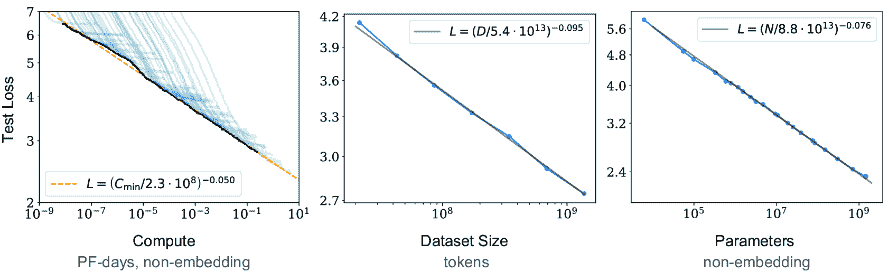 Test Loss
7
6
5
4
3
2
L = (C_min/2.3 · 10^8)^−0.050
10^−9 10^−7 10^−5 10^−3 10^−1 10^1
Compute
PF-days, non-embedding
4.2
3.9
3.6
3.3
3.0
2.7
L = (D/5.4 · 10^13)^−0.095
10^8 10^9
Dataset Size
tokens
5.6
4.8
4.0
3.2
2.4
L = (N/8.8 · 10^13)^−0.076
10^5 10^7 10^9
Parameters
non-embedding